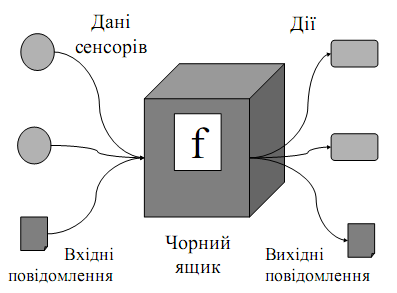 Дані
сенсорів
Дії
f
Вхідні
повідомлення
Чорний
ящик
Вихідні
повідомлення